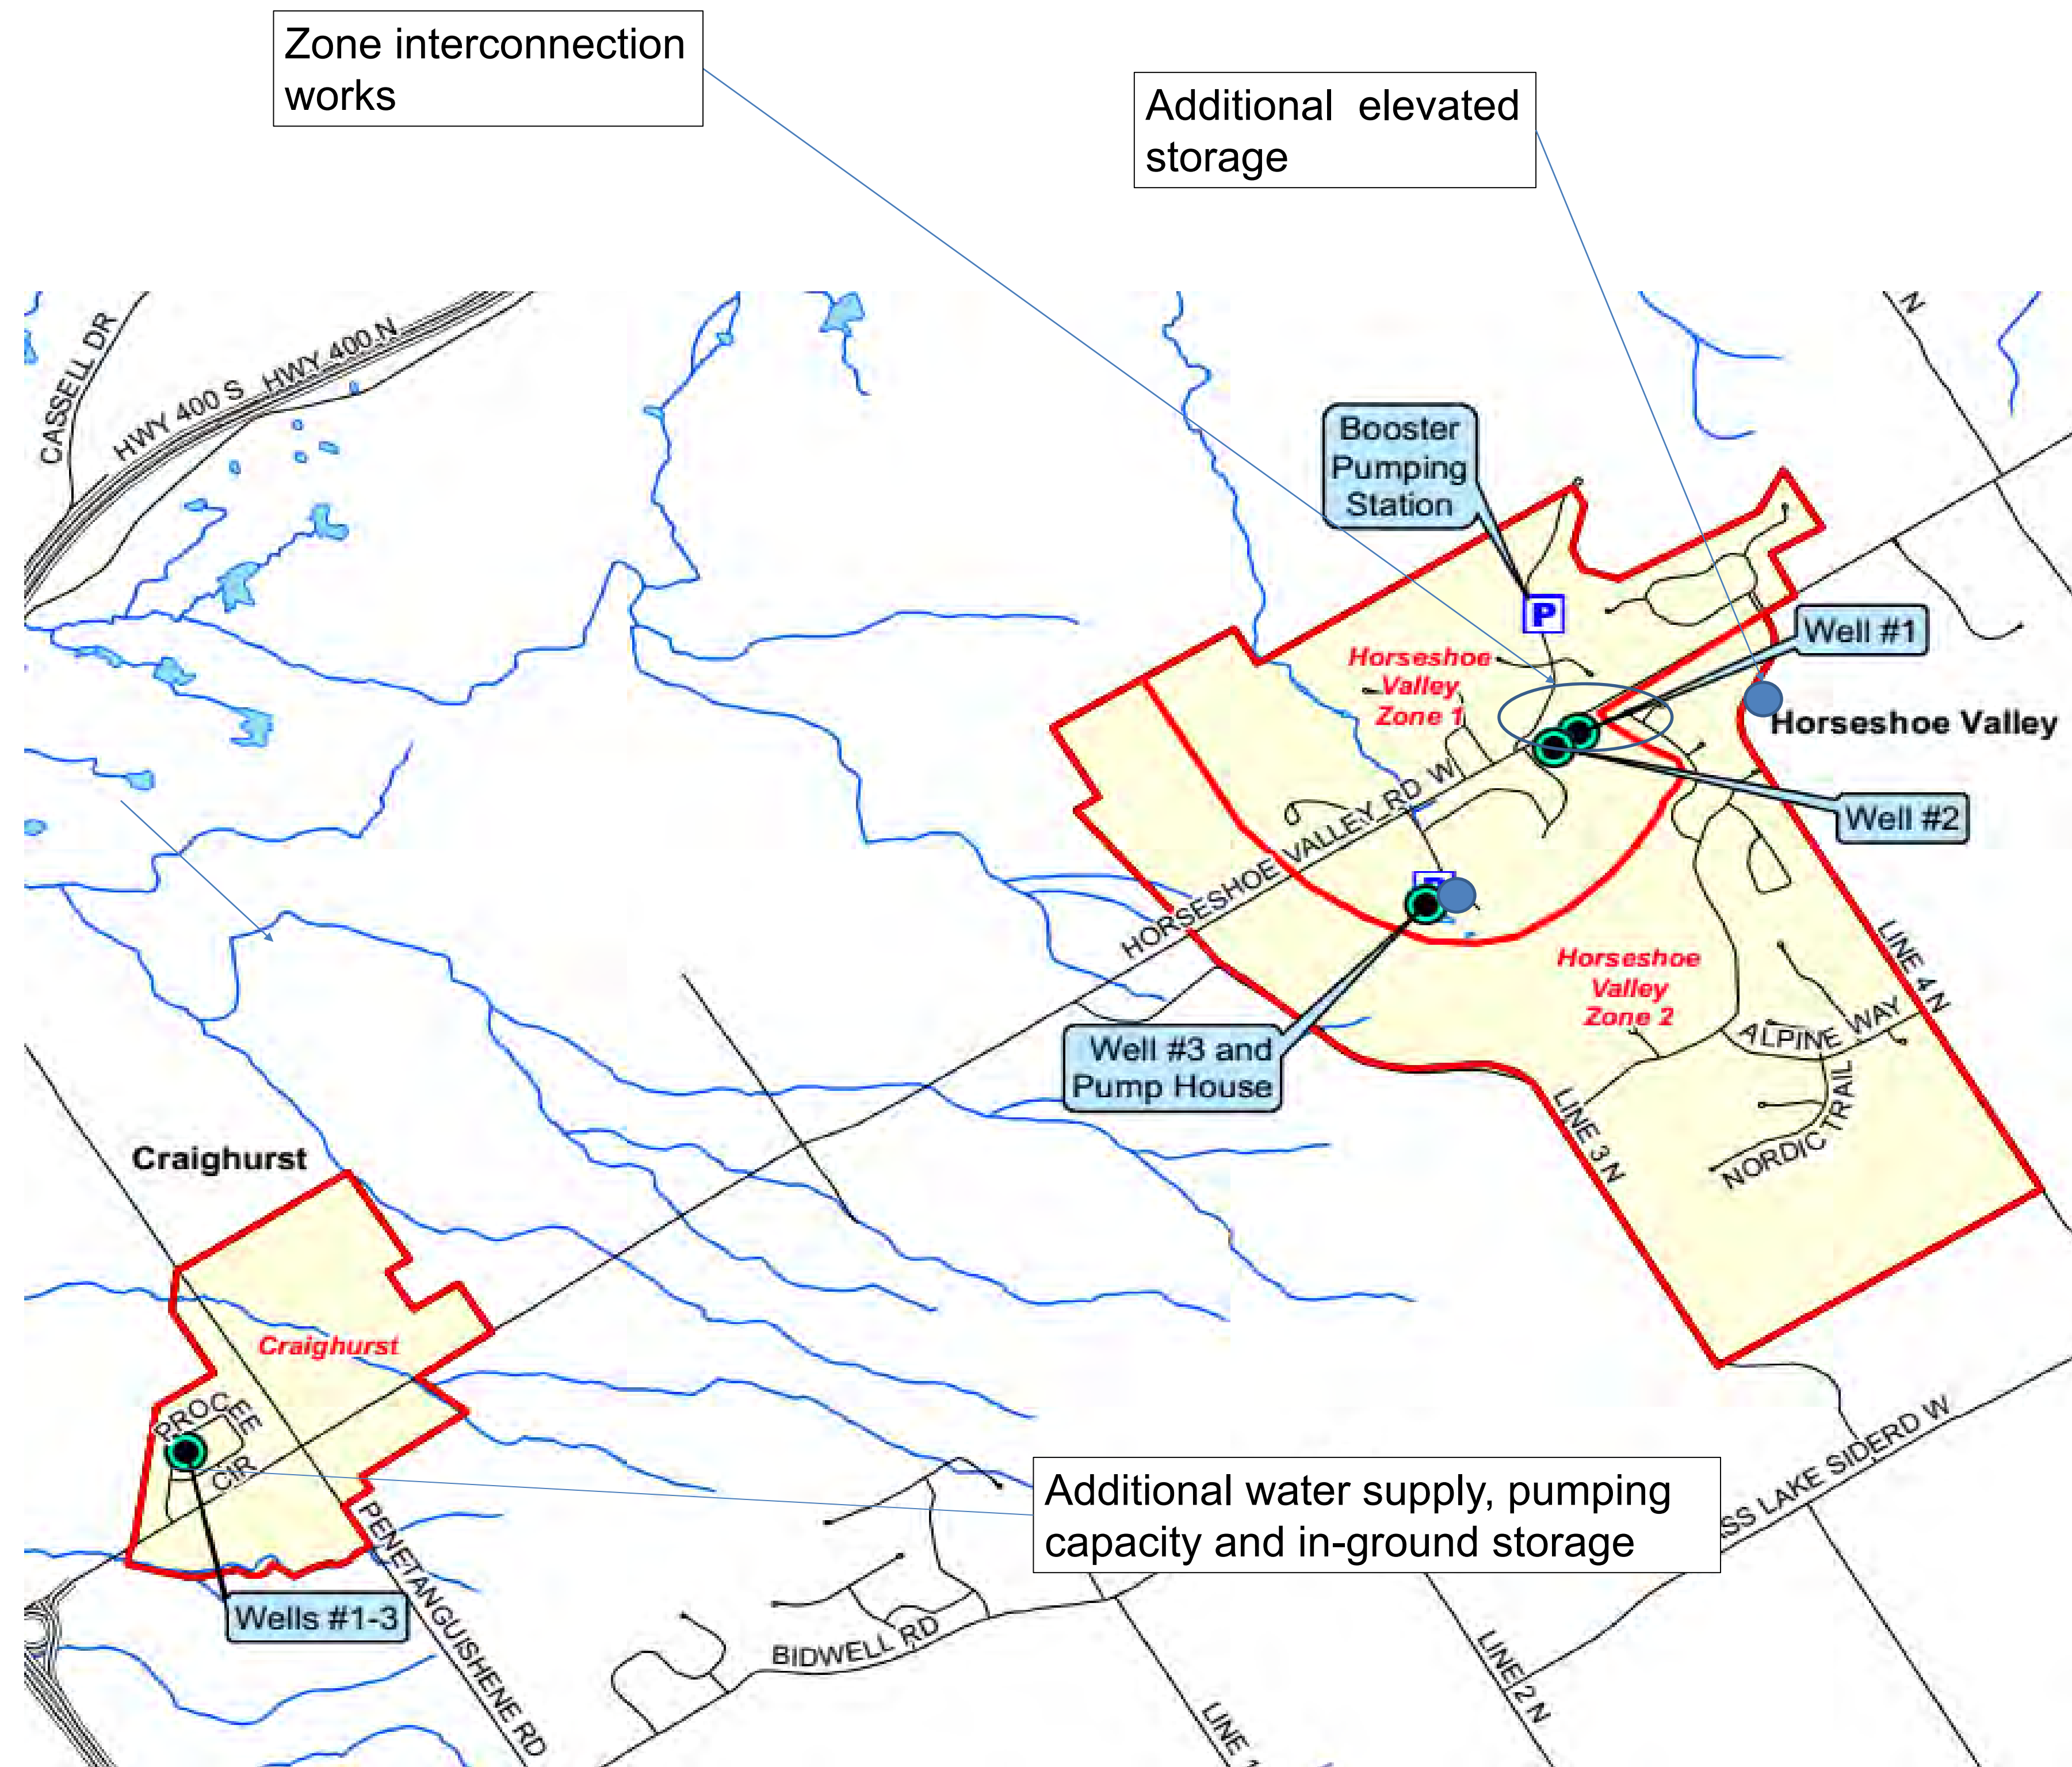 Zone interconnection
works
Additional elevated
storage
CASSELL DR
HWY 400 S
HWY 400 N
N
Booster
Pumping
Station
P
Well #1
Horseshoe
Valley
Zone 1
Horseshoe Valley
Well #2
HORSESHOE VALLEY RD W
Horseshoe
Valley
Zone 2
LINE 4 N
ALPINE WAY
NORDIC TRAIL
LINE 3 N
Well #3 and
Pump House
Craighurst
Craighurst
PROCEE
CIR
Wells #1-3
PENETANGUISHENE RD
Additional water supply, pumping
capacity and in-ground storage
SS LAKE SIDERD W
BIDWELL RD
LINE 1
LINE 2 N